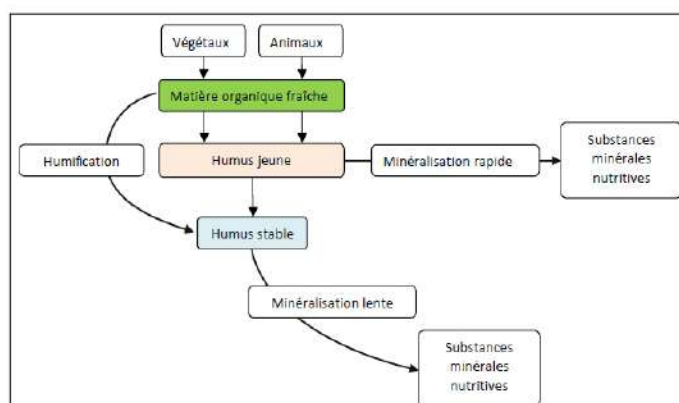 Végétaux
Animaux
Matière organique fraîche
Humification
Humus jeune
Minéralisation rapide
Substances
minérales
nutritives
Humus stable
Minéralisation lente
Substances
minérales
nutritives